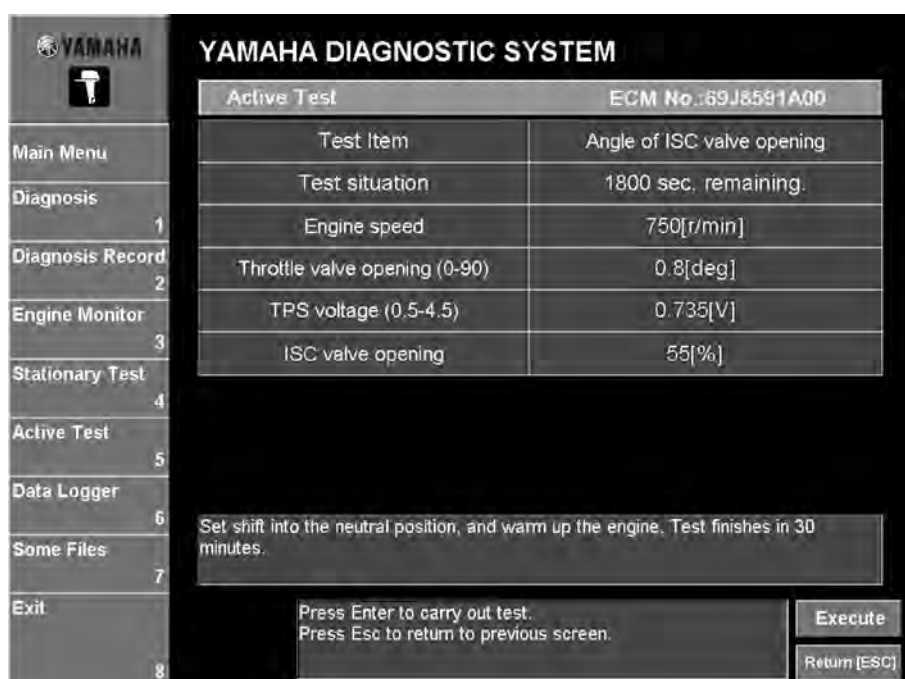 YAMAHA
YAMAHA DIAGNOSTIC SYSTEM
Active Test ECM No.:69J8591A00
Test Item Angle of ISC valve opening
Test situation 1800 sec. remaining.
Engine speed 750[r/min]
Throttle valve opening (0-90) 0.8[deg]
TPS voltage (0.5-4.5) 0.735[V]
ISC valve opening 55[%]
Main Menu
Diagnosis
1
Diagnosis Record
2
Engine Monitor
3
Stationary Test
4
Active Test
5
Data Logger
6
Some Files
7
Exit
8
Set shift into the neutral position, and warm up the engine. Test finishes in 30
minutes.
Press Enter to carry out test.
Press Esc to return to previous screen.
Execute
Return [ESC]